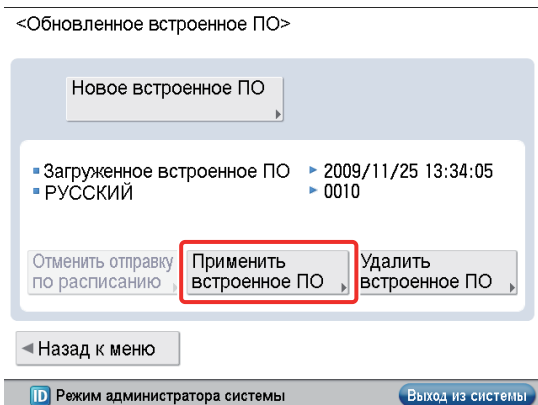 <Обновленное встроенное ПО>
Новое встроенное ПО
Загруженное встроенное ПО 2009/11/25 13:34:05
РУССКИЙ 0010
Отменить отправку
по расписанию
Применить
встроенное ПО
Удалить
встроенное ПО
Назад к меню
ID Режим администратора системы
Выход из системы